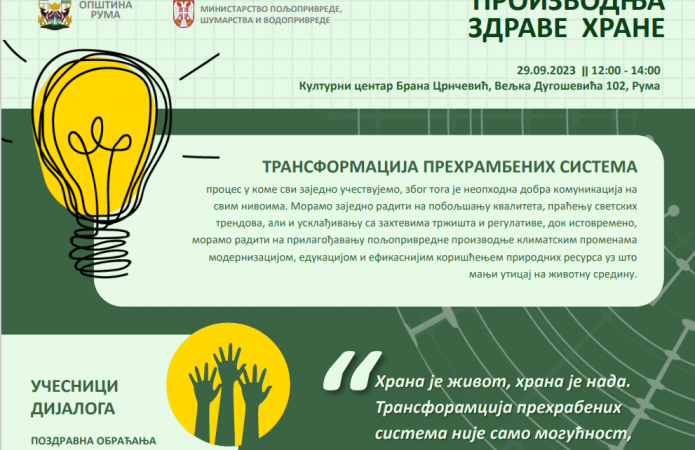 ОПШТИНА
РУМА
МИНИСТАРСТВО ПОЉОПРИВРЕДЕ,
ШУМАРСТВА И ВОДОПРИВРЕДЕ
ПРОИЗВОДЊА
ЗДРАВЕ ХРАНЕ
29.09.2023 || 12:00 - 14:00
Културни центар Брана Црнчевић, Вељка Дугошевића 102, Рума
ТРАНСФОРМАЦИЈА ПРЕХРАМБЕНИХ СИСТЕМА
процес у коме сви заједно учествујемо, због тога је неопходна добра комуникација на
свим нивоима. Морамо заједно радити на побољшању квалитета, праћењу светских
трендова, али и усклађивању са захтевима тржишта и регулативе, док истовремено,
морамо радити на прилагођавању пољопривредне производње климатским променама
модернизацијом, едукацијом и ефикаснијим коришћењем природних ресурса уз што
мањи утицај на животну средину.
УЧЕСНИЦИ
ДИЈАЛОГА
ПОЗДРАВНА ОБРАЋАЊА
“Храна је живот, храна је нада.
Трансфорамција прехрабених
система није само могућност,